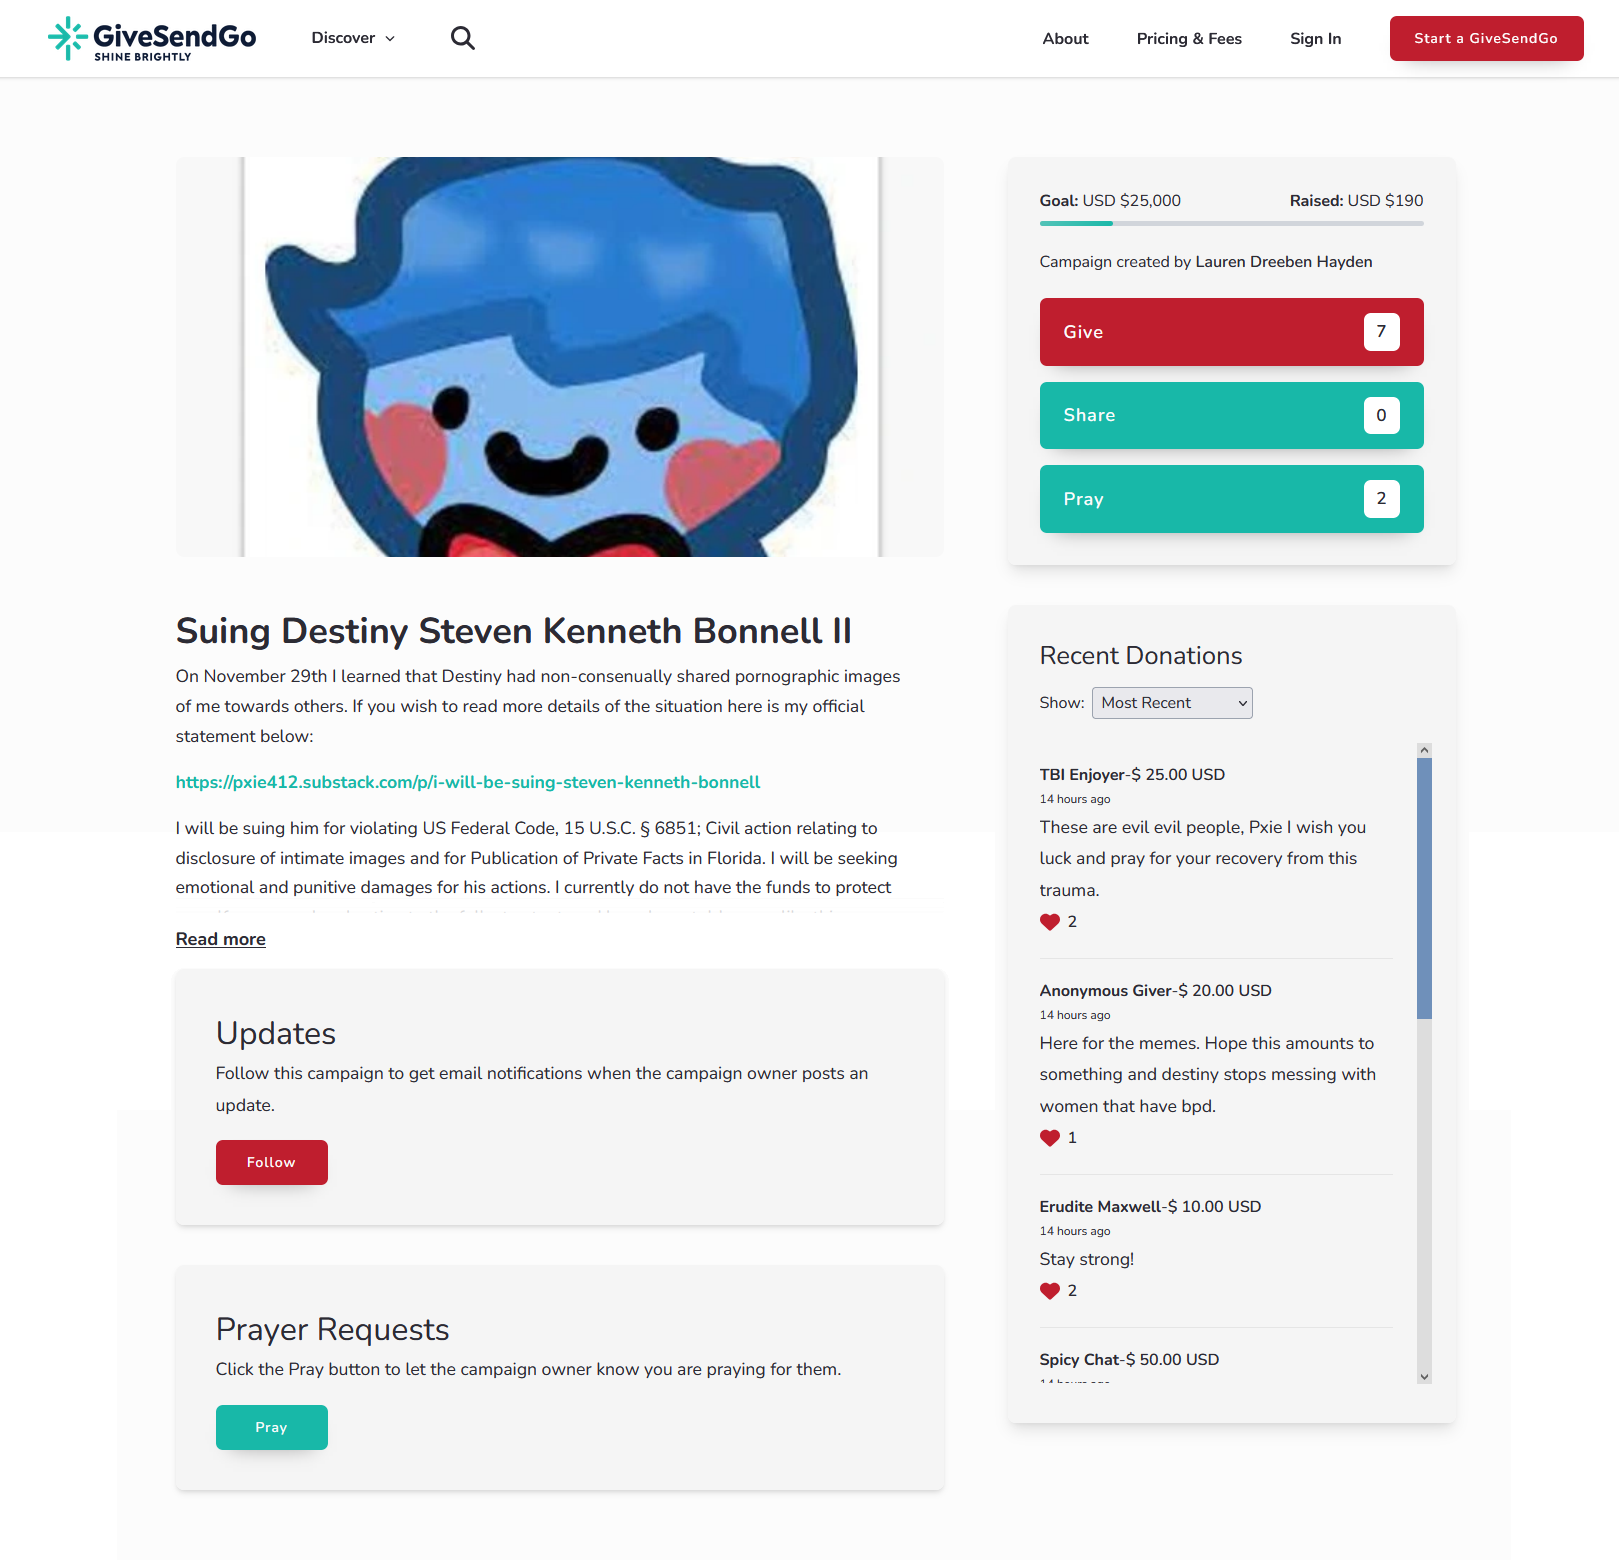 GiveSendGo
SHINE BRIGHTLY
Discover
About
Pricing & Fees
Sign In
Start a GiveSendGo
Goal: USD $25,000
Raised: USD $190
Campaign created by Lauren Dreeben Hayden
Give 7
Share 0
Pray 2
Suing Destiny Steven Kenneth Bonnell II
On November 29th I learned that Destiny had non-consenually shared pornographic images
of me towards others. If you wish to read more details of the situation here is my official
statement below:
https://pxie412.substack.com/p/i-will-be-suing-steven-kenneth-bonnell
I will be suing him for violating US Federal Code, 15 U.S.C. § 6851; Civil action relating to
disclosure of intimate images and for Publication of Private Facts in Florida. I will be seeking
emotional and punitive damages for his actions. I currently do not have the funds to protect
Read more
Updates
Follow this campaign to get email notifications when the campaign owner posts an
update.
Follow
Prayer Requests
Click the Pray button to let the campaign owner know you are praying for them.
Pray
Recent Donations
Show: Most Recent
TBI Enjoyer-$ 25.00 USD
14 hours ago
These are evil evil people, Pxie I wish you
luck and pray for your recovery from this
trauma.
2
Anonymous Giver-$ 20.00 USD
14 hours ago
Here for the memes. Hope this amounts to
something and destiny stops messing with
women that have bpd.
1
Erudite Maxwell-$ 10.00 USD
14 hours ago
Stay strong!
2
Spicy Chat-$ 50.00 USD